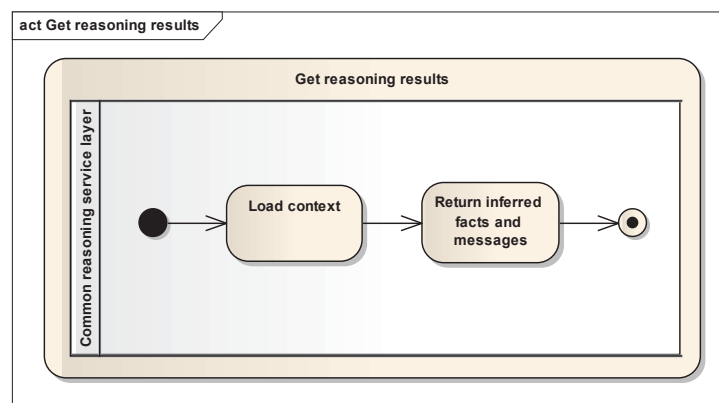 act Get reasoning results
Get reasoning results
Common reasoning service layer
Load context
Return inferred
facts and
messages